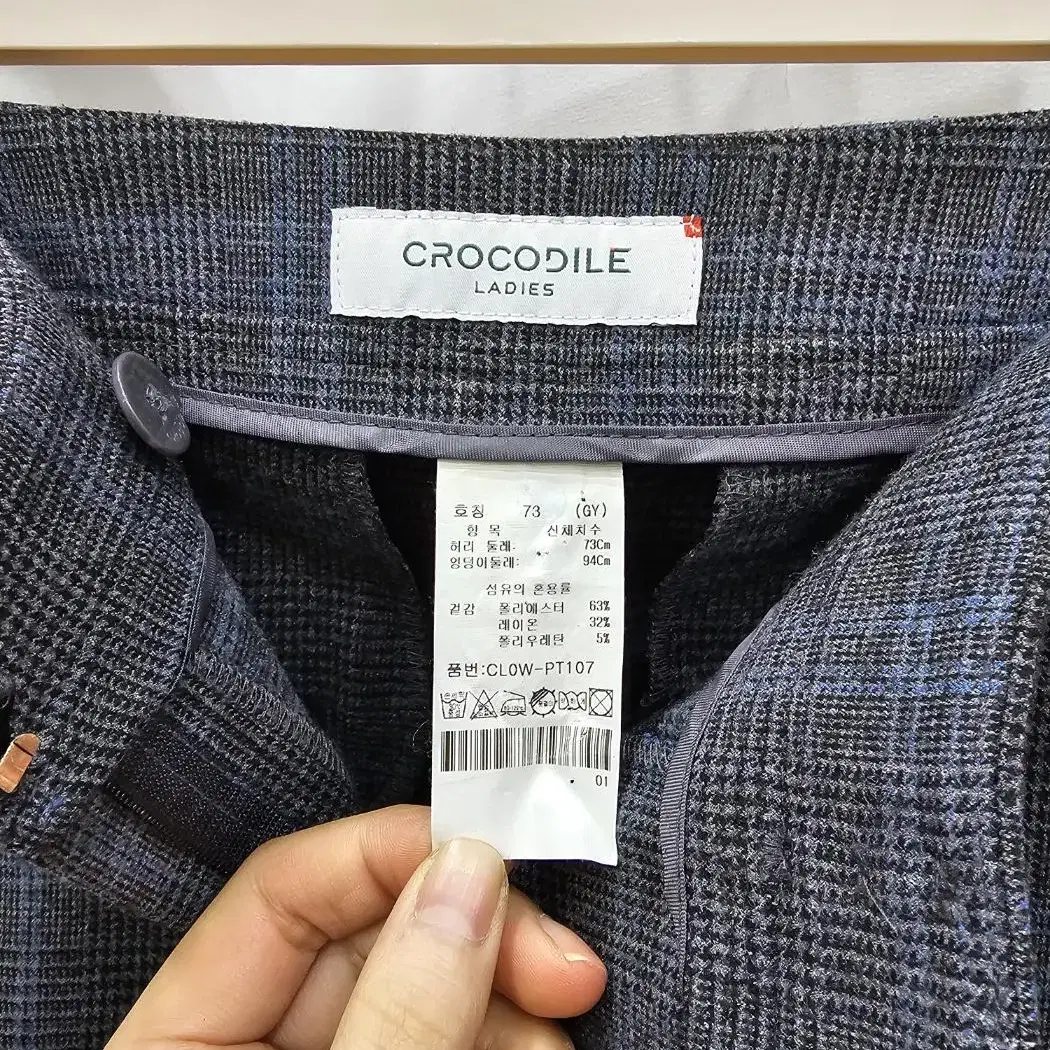 CROCODILE
LADIES
호칭 73 (GY)
항 목 신체치수
허리 둘레: 73Cm
엉덩이둘레: 94Cm
섬유의 혼용률
겉감 폴리에스터 63%
레이온 32%
폴리우레탄 5%
품번:CL0W-PT107
01